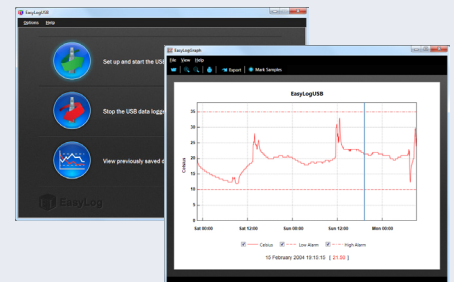 EasyLogUSB
Options Help
Set up and start the USB
Stop the USB data logge
View previously saved d
EasyLog
EasyLogGraph
File View Help
Export
Mark Samples
EasyLogUSB
Celsius
35
30
25
20
15
10
5
0
Sat 00:00 Sat 12:00 Sun 00:00 Sun 12:00 Mon 00:00
Celsius Low Alarm High Alarm
15 February 2004 19:15:15 [ 21.50 ]